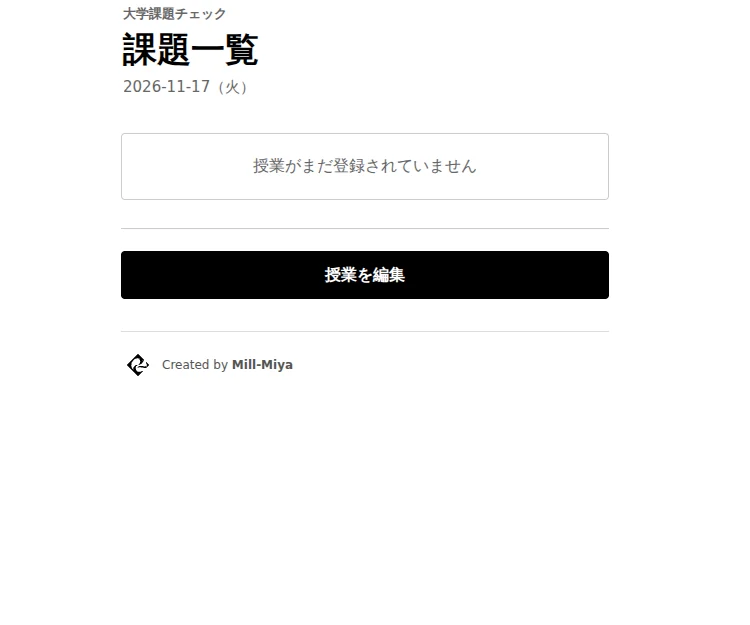 大学課題チェック
課題一覧
2026-11-17（火）
授業がまだ登録されていません
授業を編集
Created by Mill-Miya